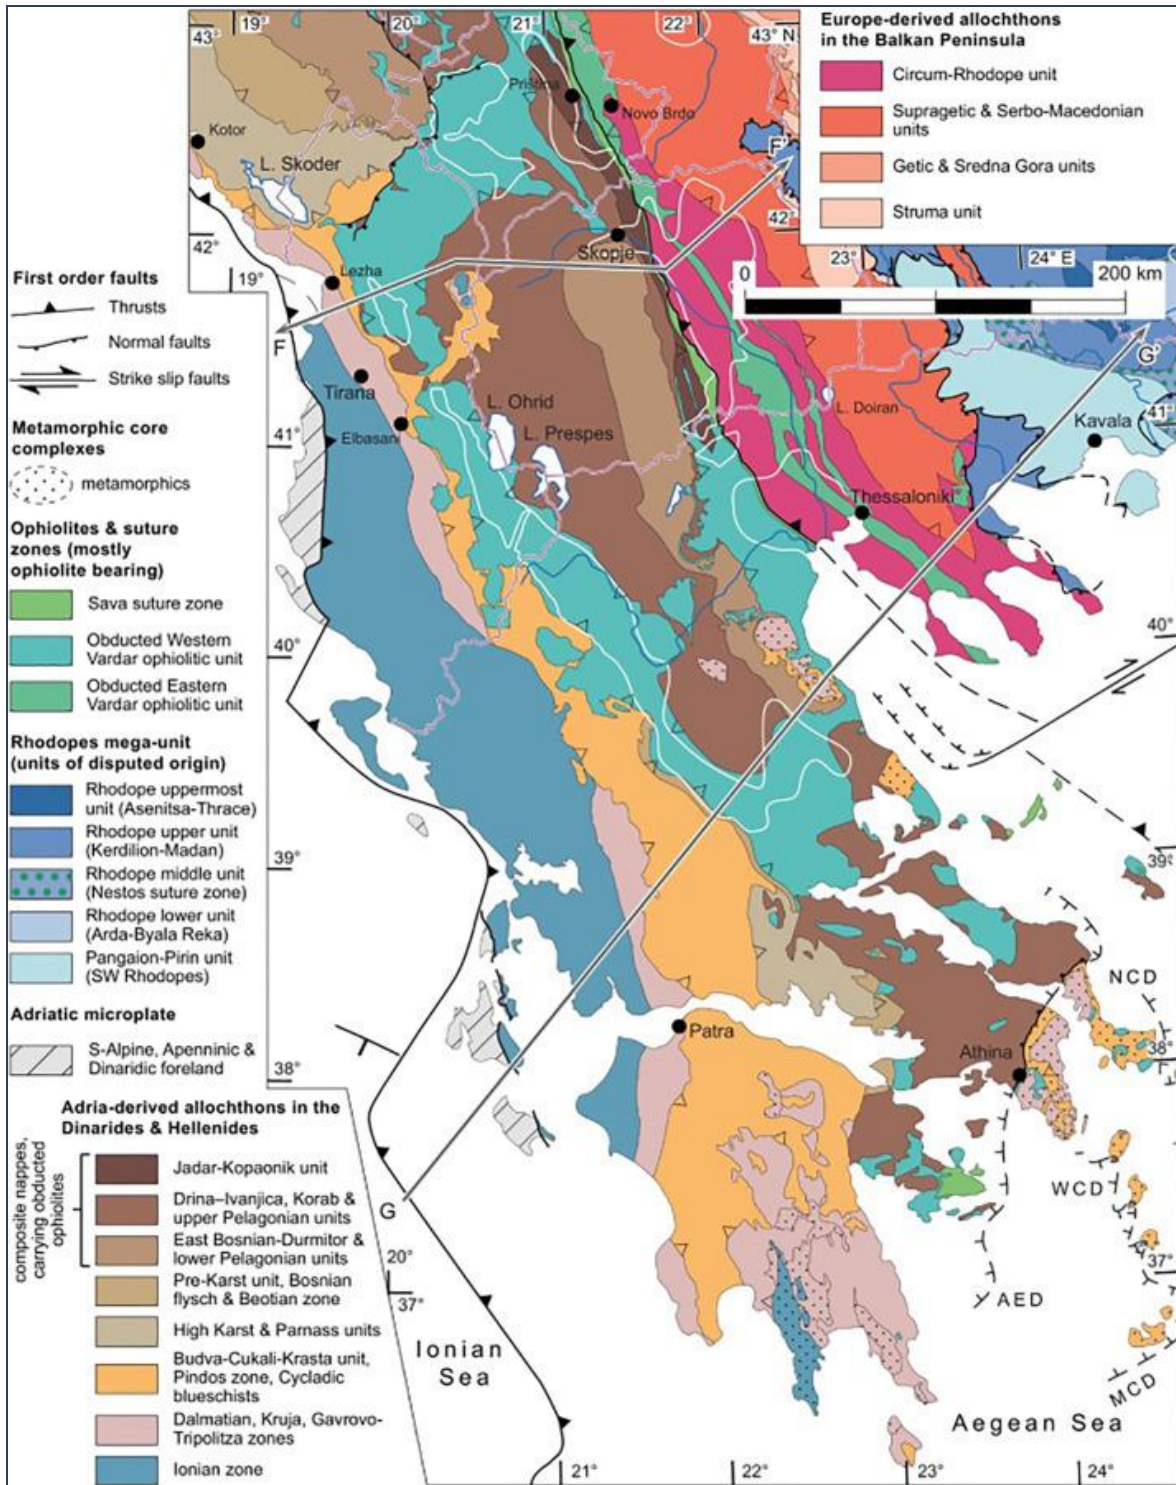 Europe-derived allochthons
in the Balkan Peninsula
Circum-Rhodope unit
Supragetic & Serbo-Macedonian
units
Getic & Sredna Gora units
Struma unit
43°
19°
20°
21°
22°
43° N
Priština
Novo Brdo
Kotor
L. Skoder
F'
42°
42°
19°
Skopje
Lezha
23°
24° E
0
200 km
F
G'
First order faults
Thrusts
Normal faults
Strike slip faults
Tirana
Elbasani
L. Ohrid
L. Prespes
L. Doiran
Kavala
41°
41°
Metamorphic core
complexes
metamorphics
Thessaloniki
Ophiolites & suture
zones (mostly
ophiolite bearing)
Sava suture zone
Obducted Western
Vardar ophiolitic unit
Obducted Eastern
Vardar ophiolitic unit
40°
40°
Rhodopes mega-unit
(units of disputed origin)
Rhodope uppermost
unit (Asenitsa-Thrace)
Rhodope upper unit
(Kerdilion-Madan)
Rhodope middle unit
(Nestos suture zone)
Rhodope lower unit
(Arda-Byala Reka)
Pangaion-Pirin unit
(SW Rhodopes)
39°
39°
Adriatic microplate
S-Alpine, Apenninic &
Dinaridic foreland
NCD
Patra
Athina
38°
38°
Adria-derived allochthons in the
Dinarides & Hellenides
composite nappes,
carrying obducted
ophiolites
Jadar-Kopaonik unit
Drina–Ivanjica, Korab &
upper Pelagonian units
East Bosnian-Durmitor &
lower Pelagonian units
Pre-Karst unit, Bosnian
flysch & Beotian zone
High Karst & Parnass units
Budva-Cukali-Krasta unit,
Pindos zone, Cycladic
blueschists
Dalmatian, Kruja, Gavrovo-
Tripolitza zones
Ionian zone
G
20°
37°
WCD
37°
AED
MCD
Ionian
Sea
Aegean Sea
21°
22°
23°
24°